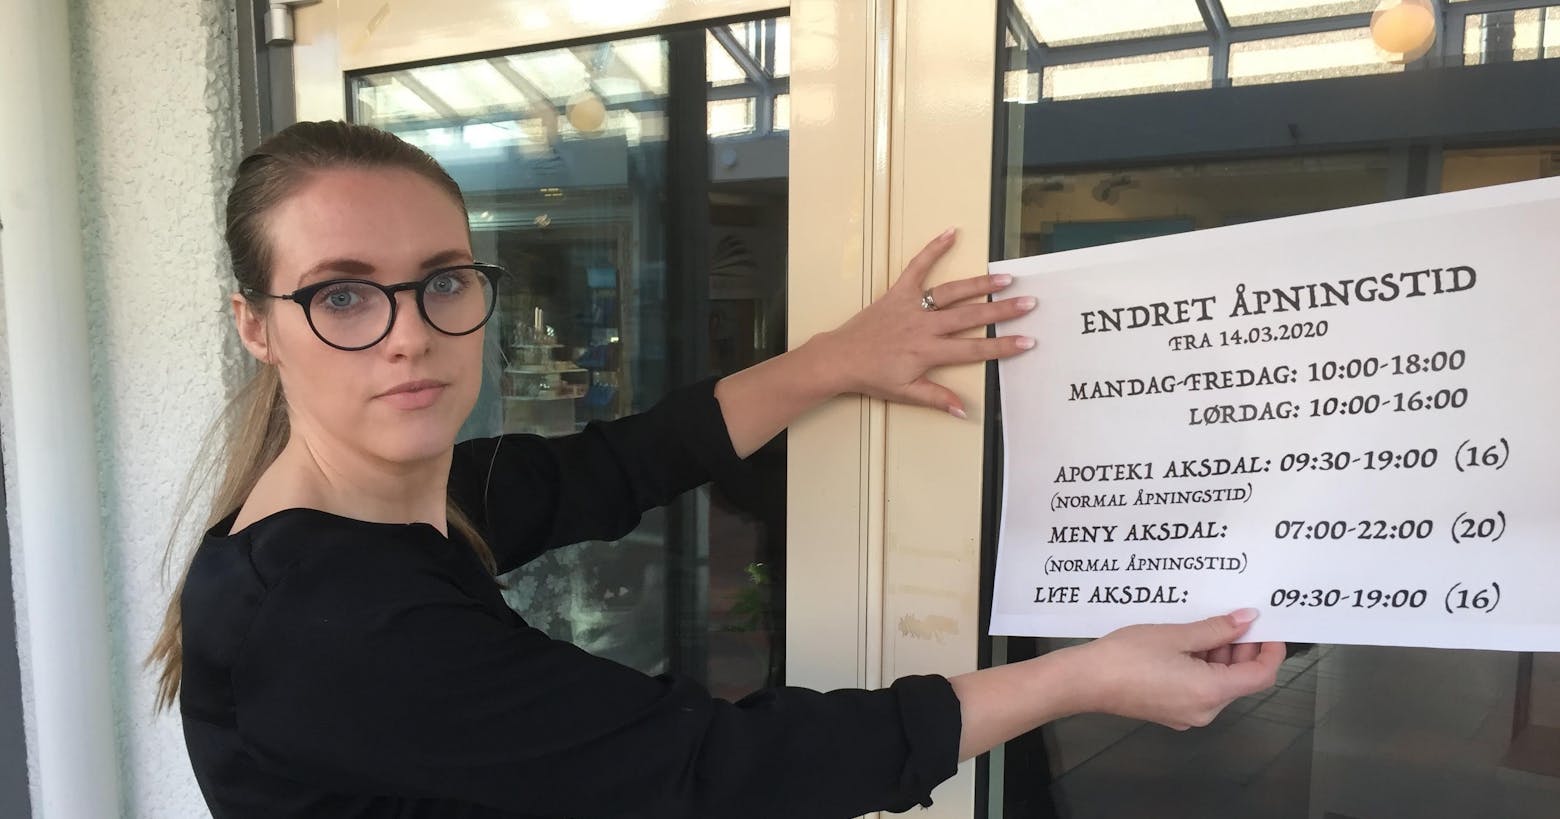 ENDRET ÅPNINGSTID
FRA 14.03.2020
MANDAG-FREDAG: 10:00-18:00
LØRDAG: 10:00-16:00
APOTEK1 AKSDAL: 09:30-19:00 (16)
(NORMAL ÅPNINGSTID)
MENY AKSDAL: 07:00-22:00 (20)
(NORMAL ÅPNINGSTID)
LIFE AKSDAL: 09:30-19:00 (16)